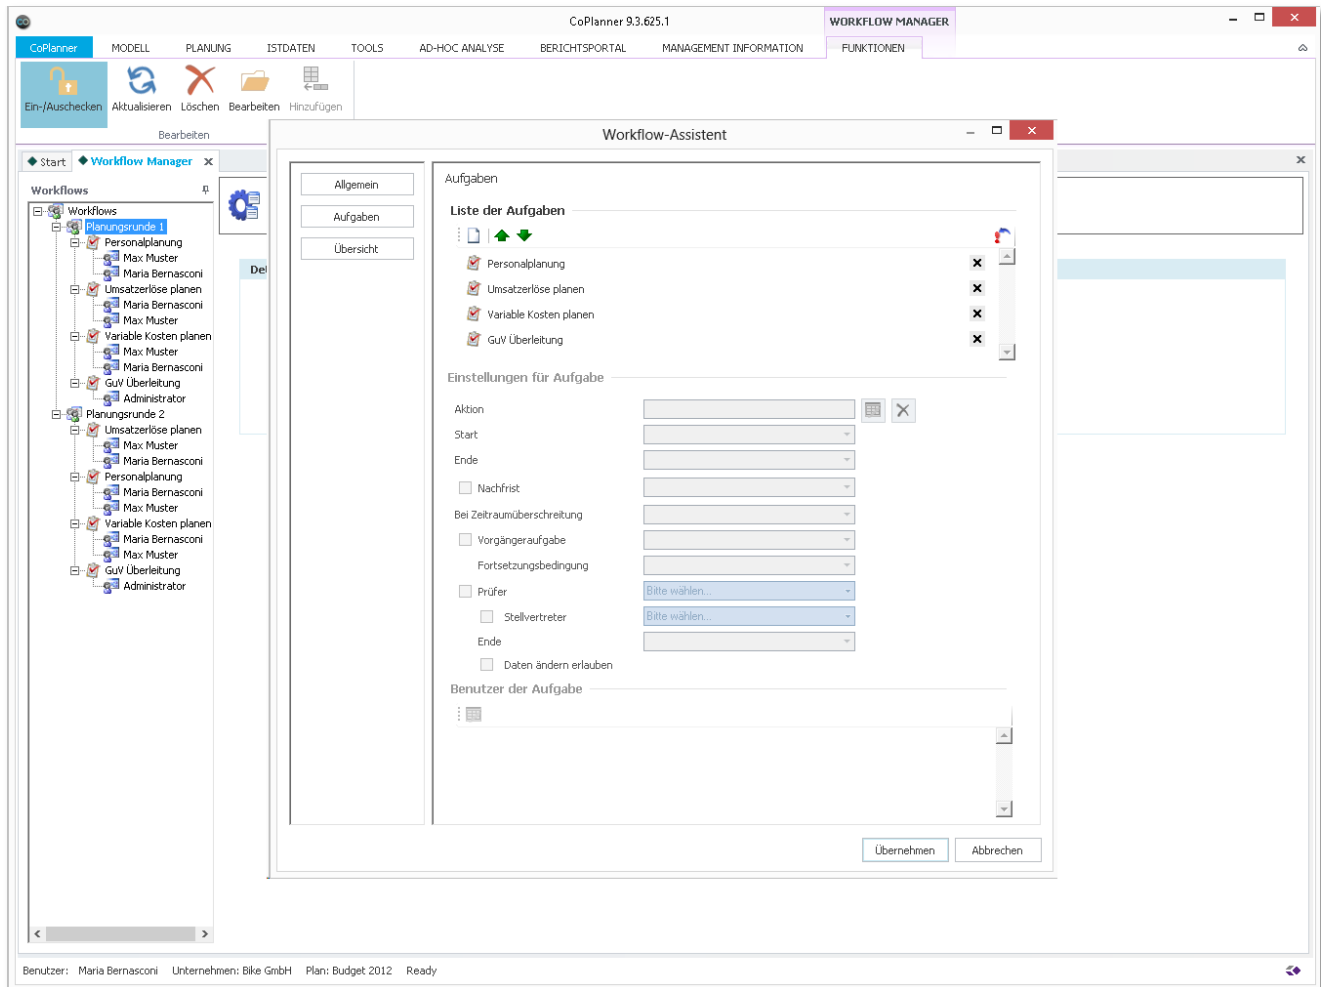 CoPlanner 9.3.625.1
WORKFLOW MANAGER
CoPlanner MODELL PLANUNG ISTDATEN TOOLS AD-HOC ANALYSE BERICHTSPORTAL MANAGEMENT INFORMATION FUNKTIONEN
Ein-/Auschecken Aktualisieren Löschen Bearbeiten Hinzufügen
Bearbeiten
Start Workflow Manager
Workflows
Workflows
Planungsrunde 1
Personalplanung
Max Muster
Maria Bernasconi
Umsatzerlöse planen
Maria Bernasconi
Max Muster
Variable Kosten planen
Max Muster
Maria Bernasconi
GuV Überleitung
Administrator
Planungsrunde 2
Umsatzerlöse planen
Max Muster
Maria Bernasconi
Personalplanung
Maria Bernasconi
Max Muster
Variable Kosten planen
Maria Bernasconi
Max Muster
GuV Überleitung
Administrator
De
Workflow-Assistent
Allgemein
Aufgaben
Übersicht
Aufgaben
Liste der Aufgaben
Personalplanung
Umsatzerlöse planen
Variable Kosten planen
GuV Überleitung
Einstellungen für Aufgabe
Aktion
Start
Ende
Nachfrist
Bei Zeitraumüberschreitung
Vorgängeraufgabe
Fortsetzungsbedingung
Prüfer Bitte wählen...
Stellvertreter Bitte wählen...
Ende
Daten ändern erlauben
Benutzer der Aufgabe
Übernehmen Abbrechen
Benutzer: Maria Bernasconi Unternehmen: Bike GmbH Plan: Budget 2012 Ready